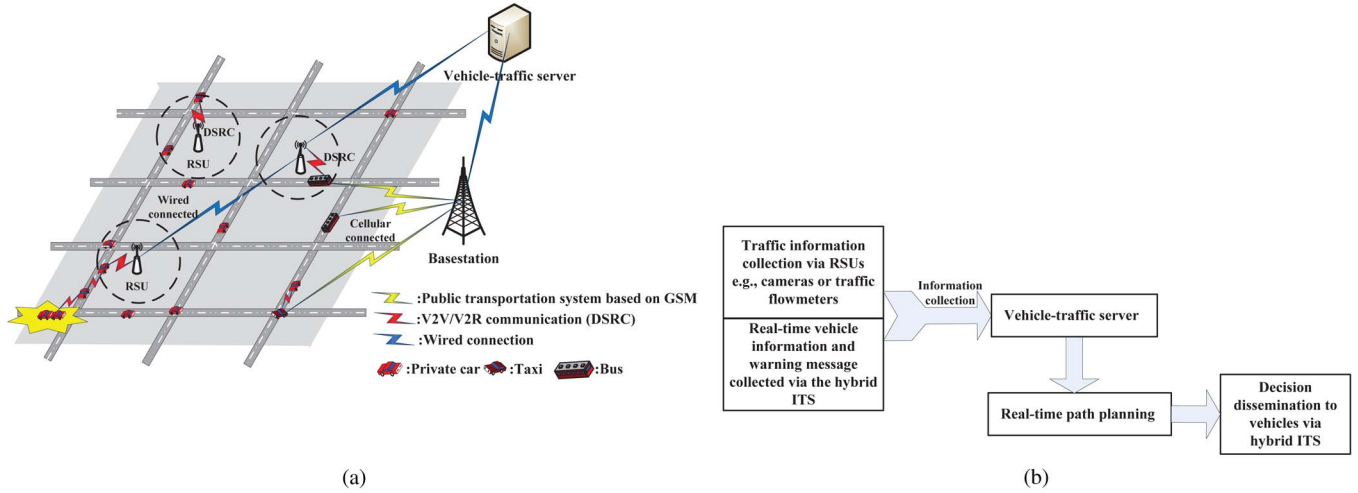 Vehicle-traffic server
DSRC
RSU
DSRC
Wired
connected
Cellular
connected
Basestation
RSU
:Public transportation system based on GSM
:V2V/V2R communication (DSRC)
:Wired connection
:Private car :Taxi :Bus
(a)
Traffic information
collection via RSUs
e.g., cameras or traffic
flowmeters
Real-time vehicle
information and
warning message
collected via the hybrid
ITS
Information
collection
Vehicle-traffic server
Real-time path planning
Decision
dissemination to
vehicles via
hybrid ITS
(b)